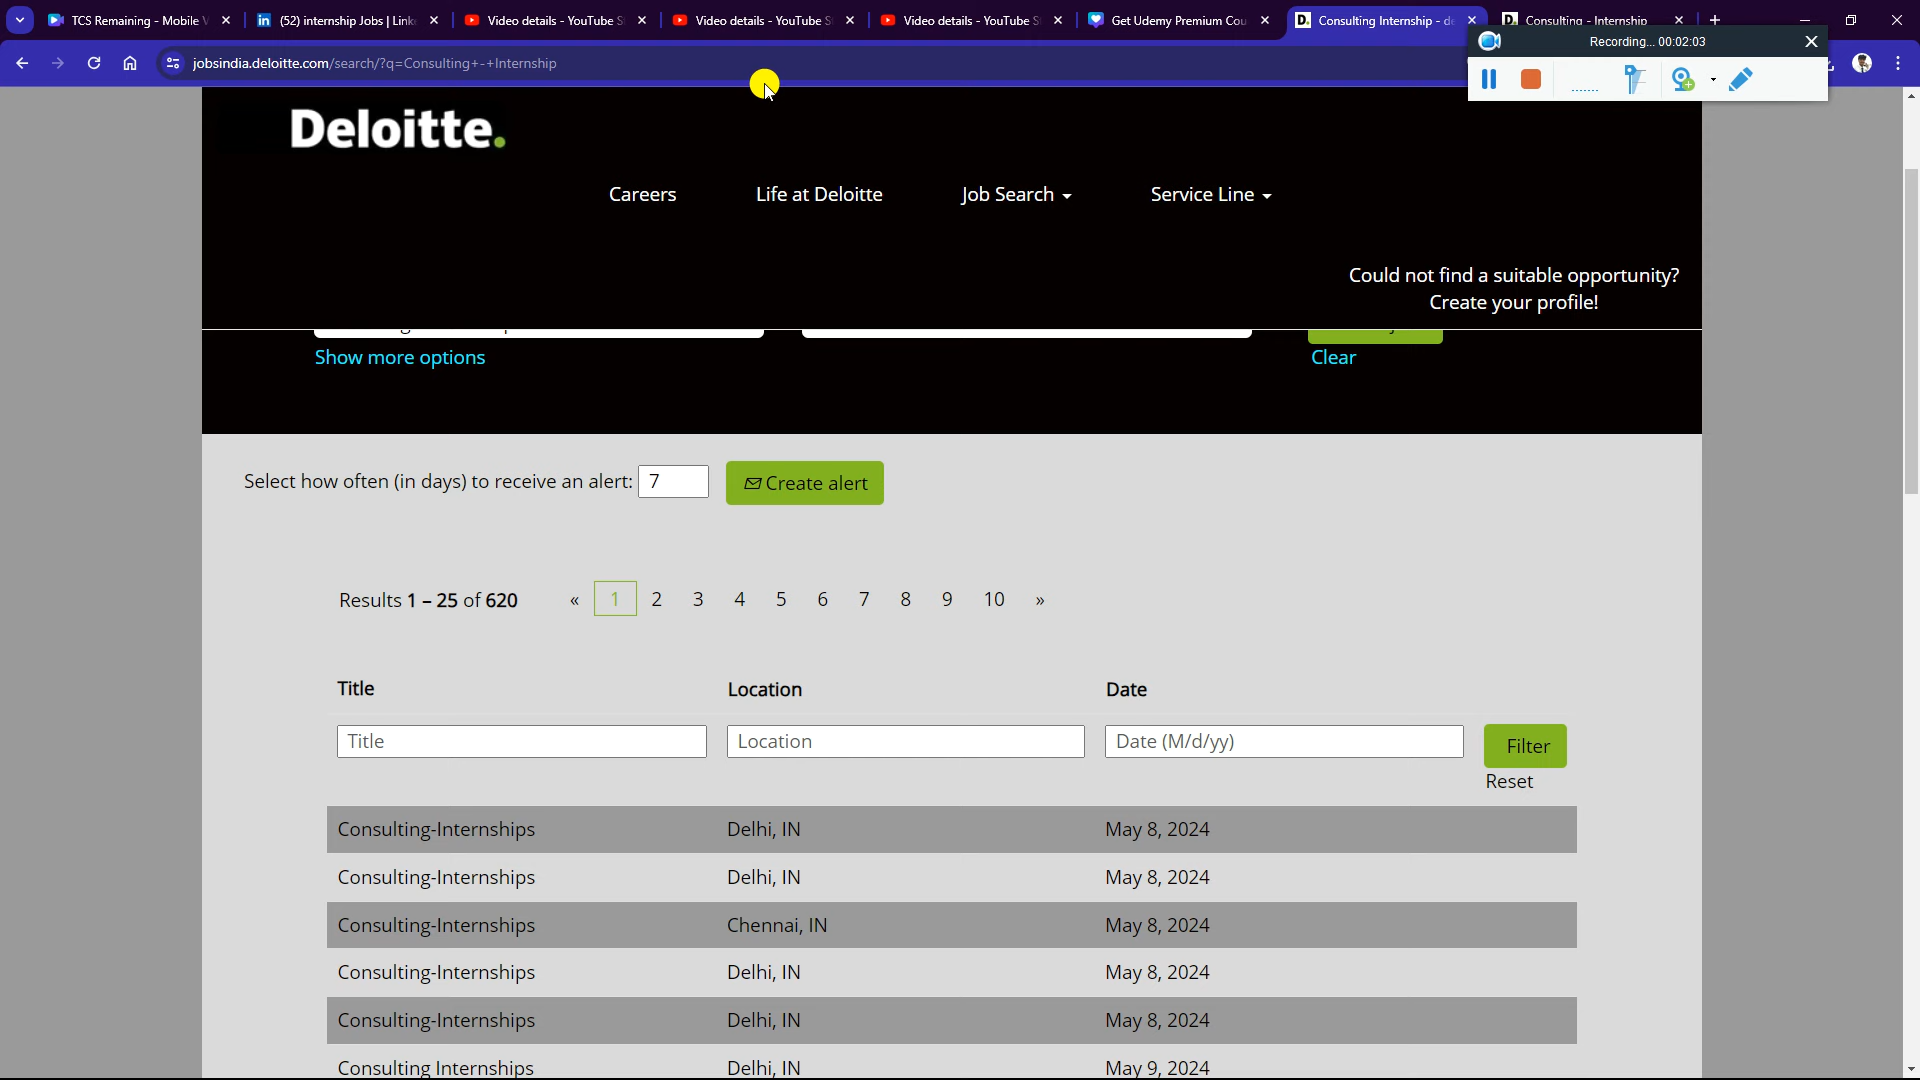 TCS Remaining - Mobile V
(52) internship Jobs | Link
Video details - YouTube S
Video details - YouTube S
Video details - YouTube S
Get Udemy Premium Cou
Consulting Internship - de
Consulting - Internship
Recording... 00:02:03
jobsindia.deloitte.com/search/?q=Consulting+-+Internship
Deloitte.
Careers
Life at Deloitte
Job Search
Service Line
Could not find a suitable opportunity?
Create your profile!
Show more options
Clear
Select how often (in days) to receive an alert: 7 Create alert
Results 1 – 25 of 620 « 1 2 3 4 5 6 7 8 9 10 »
Title Location Date
Title Location Date (M/d/yy) Filter
Reset
Consulting-Internships Delhi, IN May 8, 2024
Consulting-Internships Delhi, IN May 8, 2024
Consulting-Internships Chennai, IN May 8, 2024
Consulting-Internships Delhi, IN May 8, 2024
Consulting-Internships Delhi, IN May 8, 2024
Consulting Internships Delhi, IN May 9, 2024